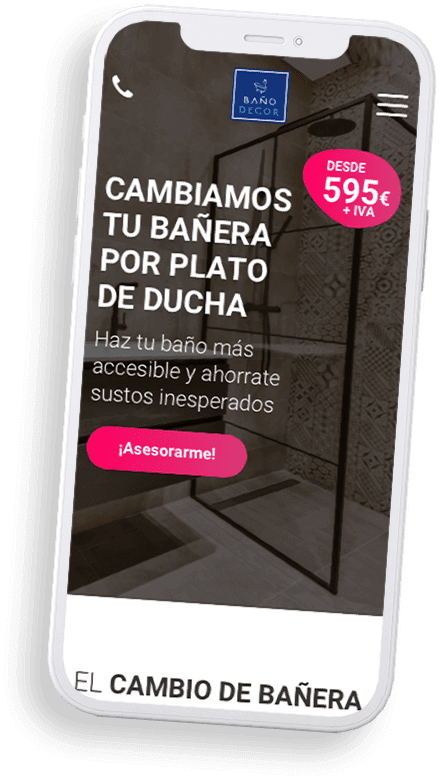 BAÑO
DECOR
DESDE
595€
+ IVA
CAMBIAMOS
TU BAÑERA
POR PLATO
DE DUCHA
Haz tu baño más
accesible y ahorrate
sustos inesperados
¡Asesorarme!
EL CAMBIO DE BAÑERA